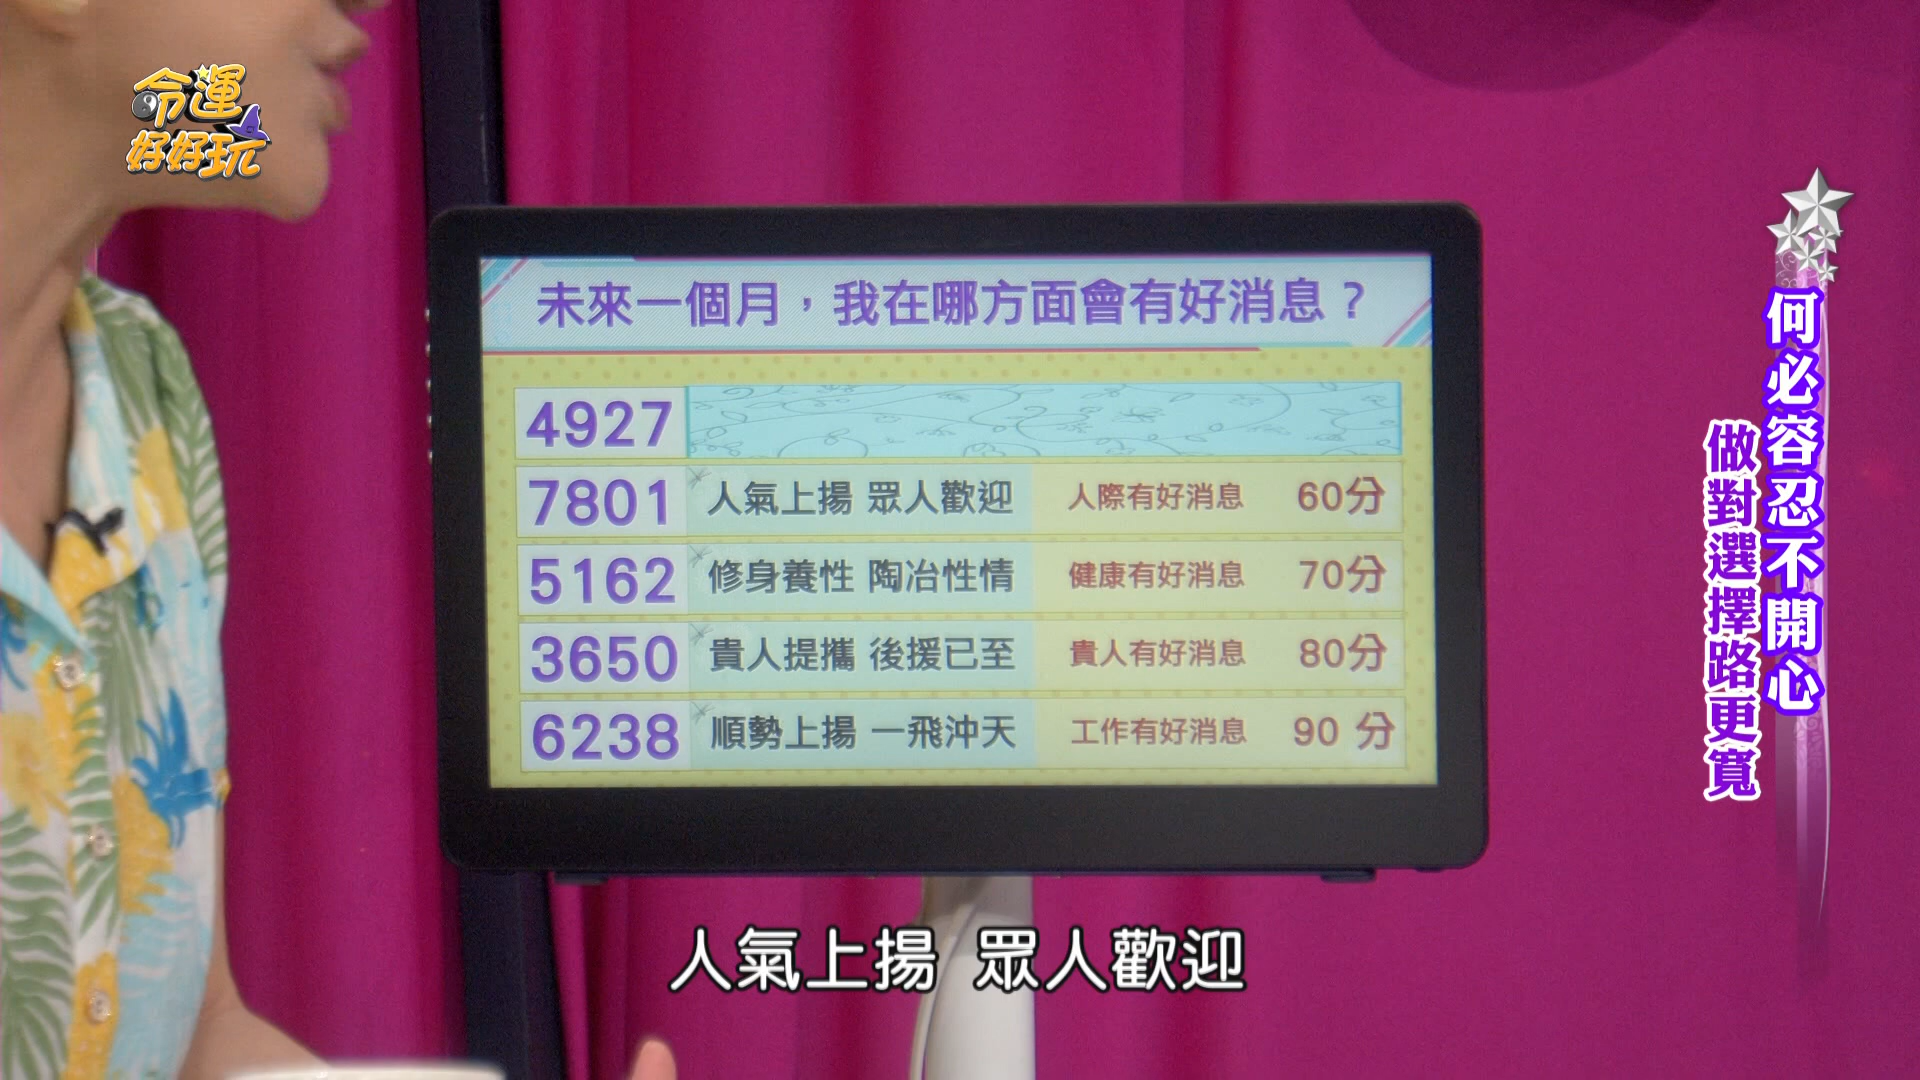 命運
好好玩
未來一個月，我在哪方面會有好消息？
4927
7801 人氣上揚 眾人歡迎 人際有好消息 60分
5162 修身養性 陶冶性情 健康有好消息 70分
3650 貴人提攜 後援已至 貴人有好消息 80分
6238 順勢上揚 一飛沖天 工作有好消息 90 分
何必容忍不開心
做對選擇路更寬
人氣上揚 眾人歡迎